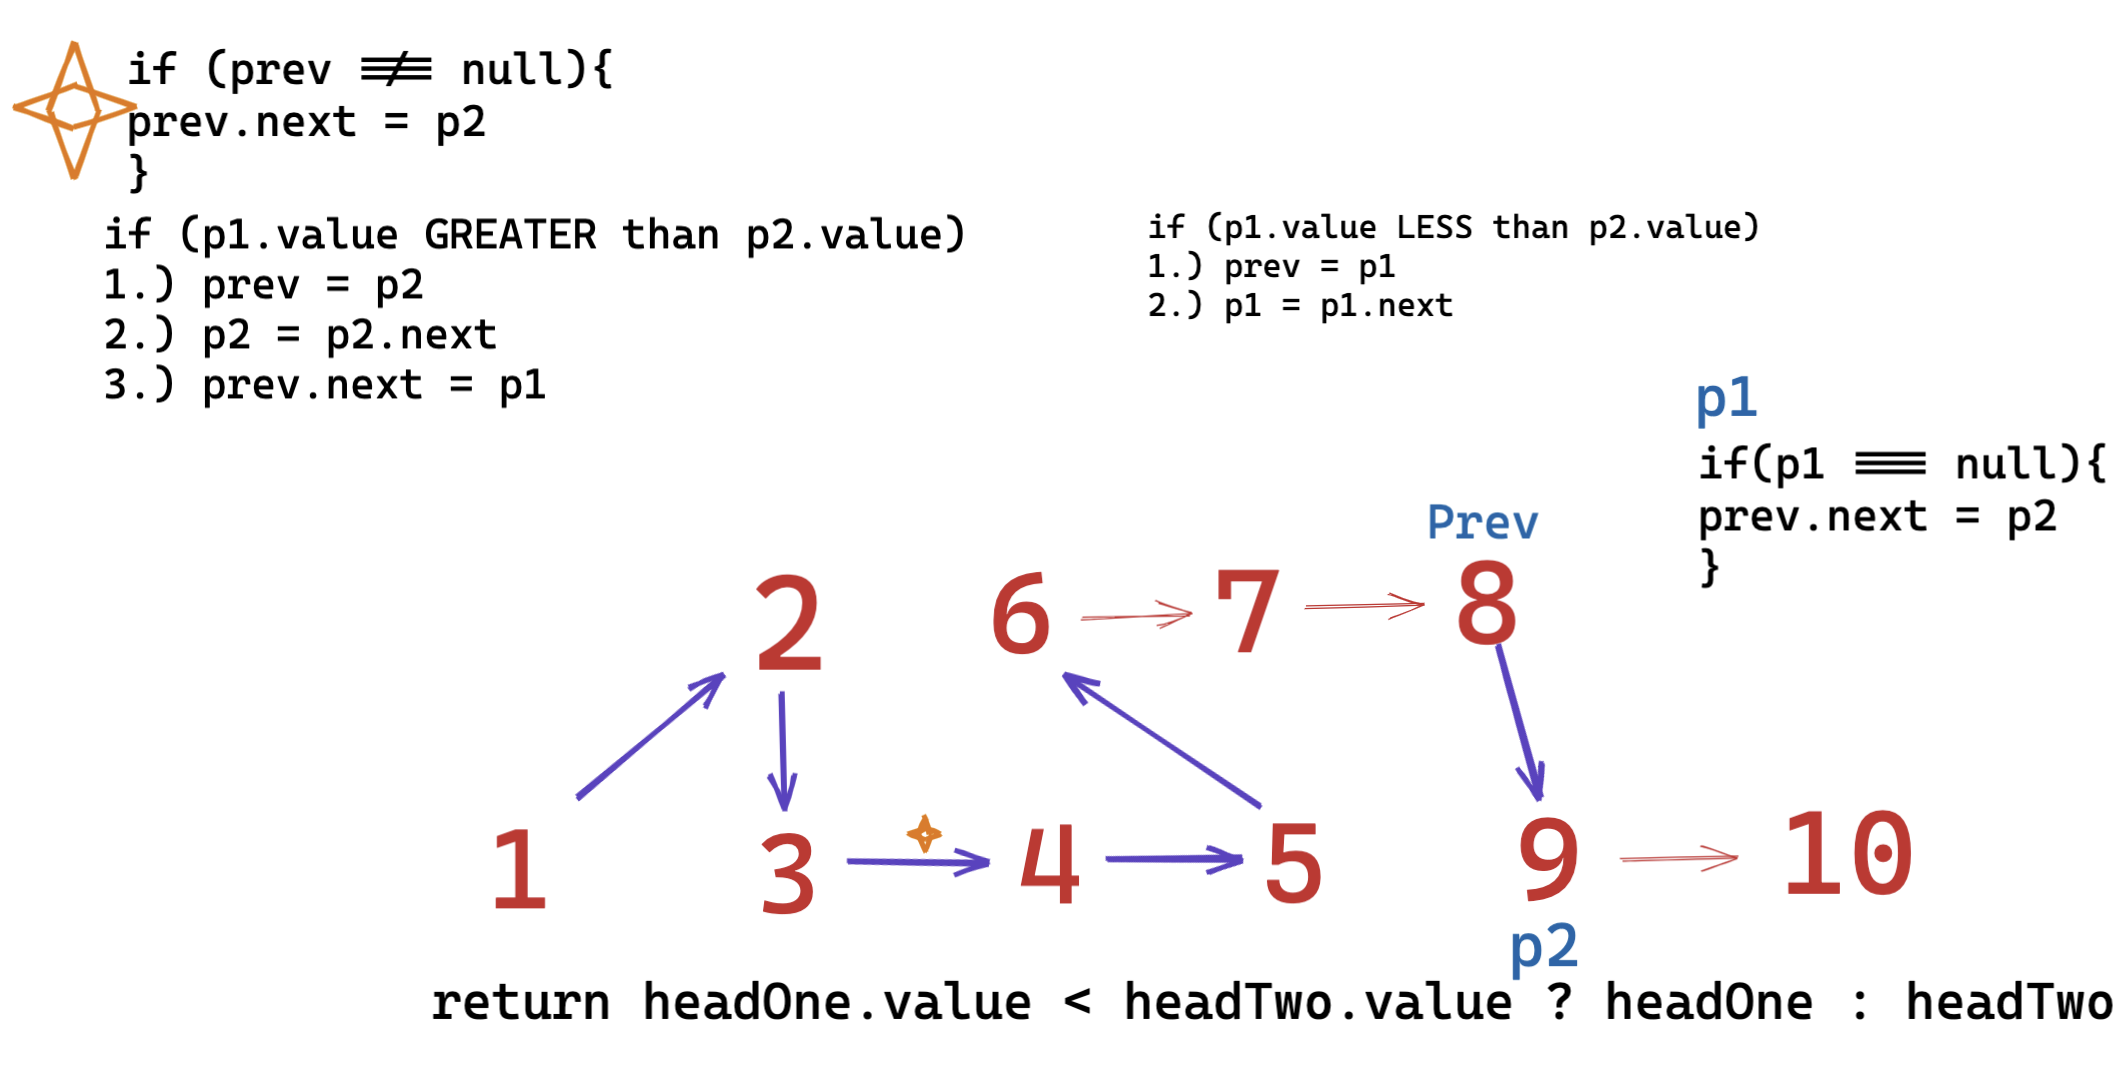 if (prev !== null){
prev.next = p2
}
if (p1.value GREATER than p2.value)
1.) prev = p2
2.) p2 = p2.next
3.) prev.next = p1
if (p1.value LESS than p2.value)
1.) prev = p1
2.) p1 = p1.next
p1
if(p1 === null){
prev.next = p2
}
Prev
2 6 7 8
1 3 4 5 9 10
p2
return headOne.value < headTwo.value ? headOne : headTwo